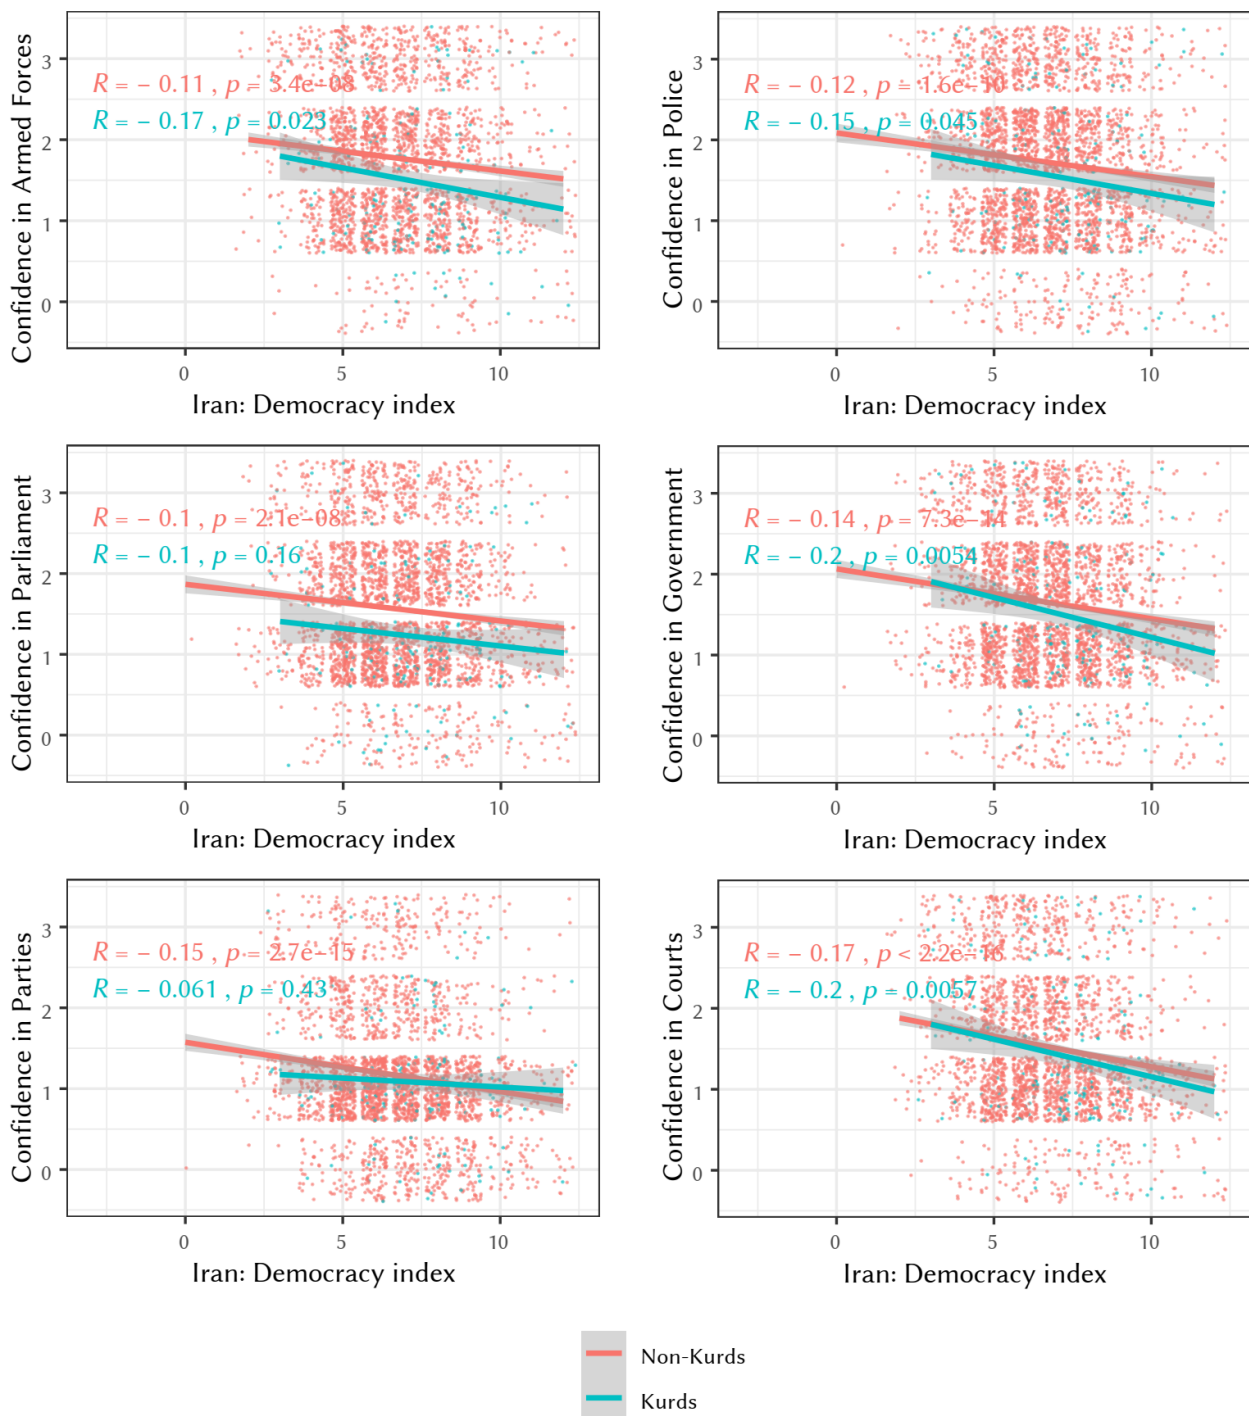 Confidence in Armed Forces
3
2
1
0
R = − 0.11 , p = 3.4e−08
R = − 0.17 , p = 0.023
0 5 10
Iran: Democracy index
Confidence in Police
3
2
1
0
R = − 0.12 , p = 1.6e−10
R = − 0.15 , p = 0.045
0 5 10
Iran: Democracy index
Confidence in Parliament
3
2
1
0
R = − 0.1 , p = 2.1e−08
R = − 0.1 , p = 0.16
0 5 10
Iran: Democracy index
Confidence in Government
3
2
1
0
R = − 0.14 , p = 7.3e−14
R = − 0.2 , p = 0.0054
0 5 10
Iran: Democracy index
Confidence in Parties
3
2
1
0
R = − 0.15 , p = 2.7e−15
R = − 0.061 , p = 0.43
0 5 10
Iran: Democracy index
Confidence in Courts
3
2
1
0
R = − 0.17 , p < 2.2e−16
R = − 0.2 , p = 0.0057
0 5 10
Iran: Democracy index
Non-Kurds
Kurds